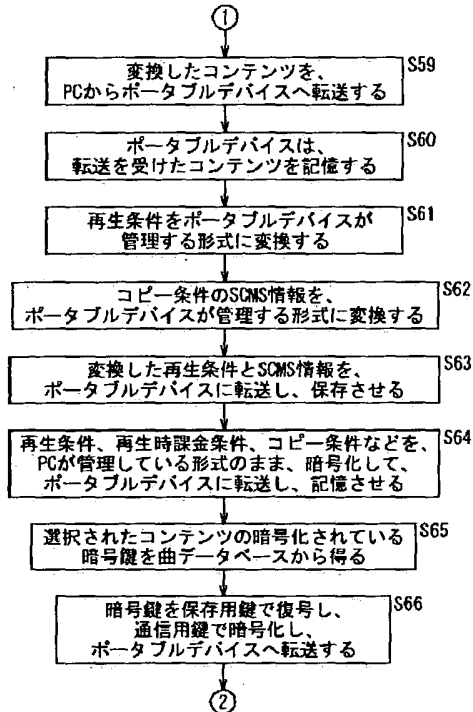 1
変換したコンテンツを、
PCからポータブルデバイスへ転送する
S59
ポータブルデバイスは、
転送を受けたコンテンツを記憶する
S60
再生条件をポータブルデバイスが
管理する形式に変換する
S61
コピー条件のSCMS情報を、
ポータブルデバイスが管理する形式に変換する
S62
変換した再生条件とSCMS情報を、
ポータブルデバイスに転送し、保存させる
S63
再生条件、再生時課金条件、コピー条件などを、
PCが管理している形式のまま、暗号化して、
ポータブルデバイスに転送し、記憶させる
S64
選択されたコンテンツの暗号化されている
暗号鍵を曲データベースから得る
S65
暗号鍵を保存用鍵で復号し、
通信用鍵で暗号化し、
ポータブルデバイスへ転送する
S66
2